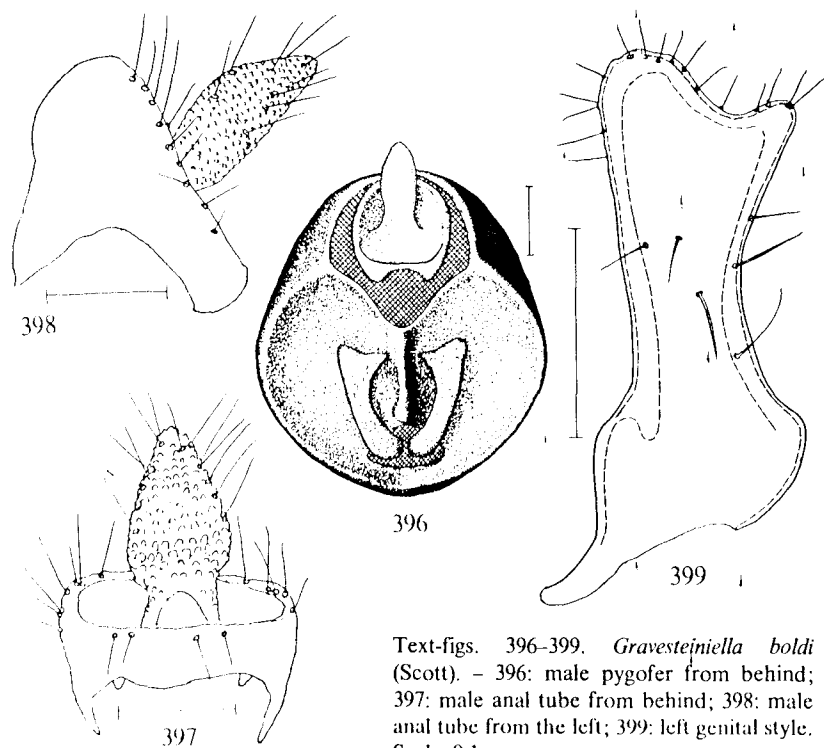 398
396
399
397
Text-figs. 396–399. Gravesteiniella boldi
(Scott). – 396: male pygofer from behind;
397: male anal tube from behind; 398: male
anal tube from the left; 399: left genital style.